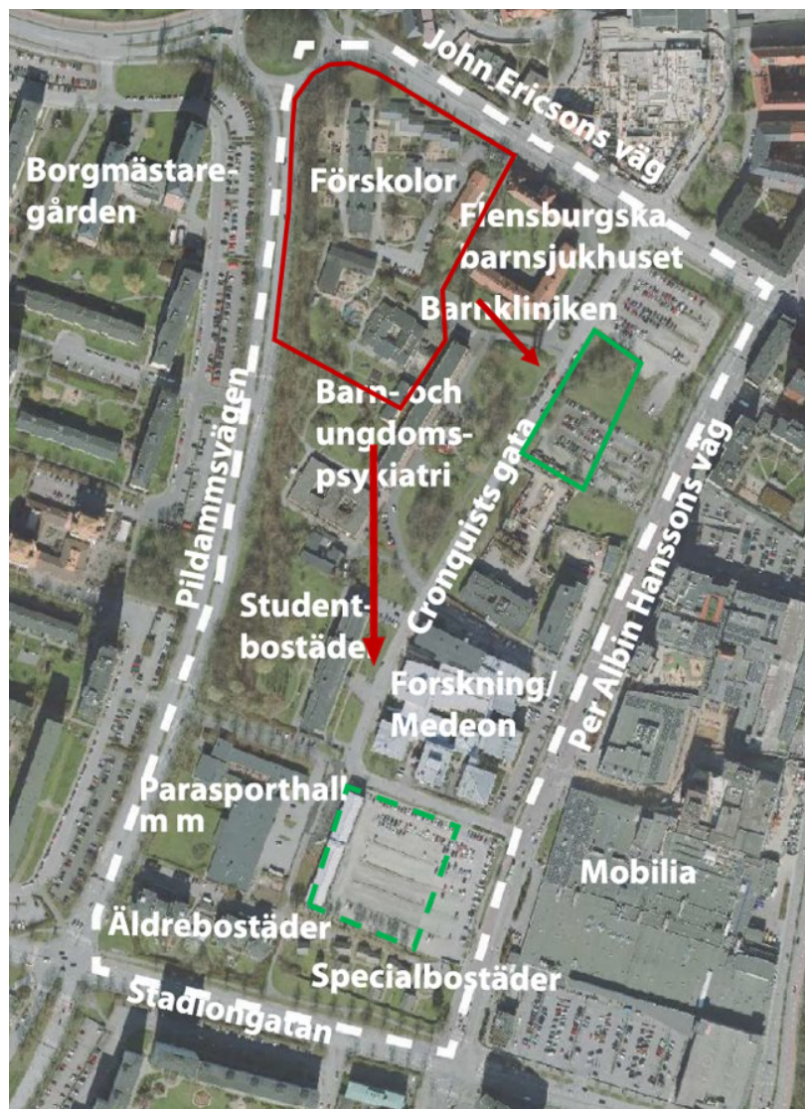 John Ericsons väg
Borgmästare-
gården
Förskolor
Flensburgska
barnsjukhuset
Barnkliniken
Barn- och
ungdoms-
psykiatri
Pildammsvägen
Cronquists gata
Per Albin Hanssons väg
Student-
bostäder
Forskning/
Medeon
Parasporthall
m m
Mobilia
Äldrebostäder
Specialbostäder
Stadiongatan